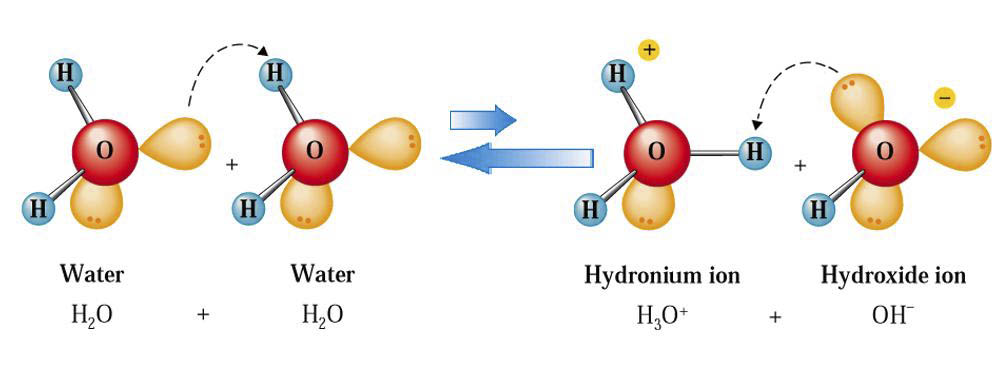 H H + H H
O + O O + O
H H H H
Water Water Hydronium ion Hydroxide ion
H₂O + H₂O H₃O⁺ + OH⁻